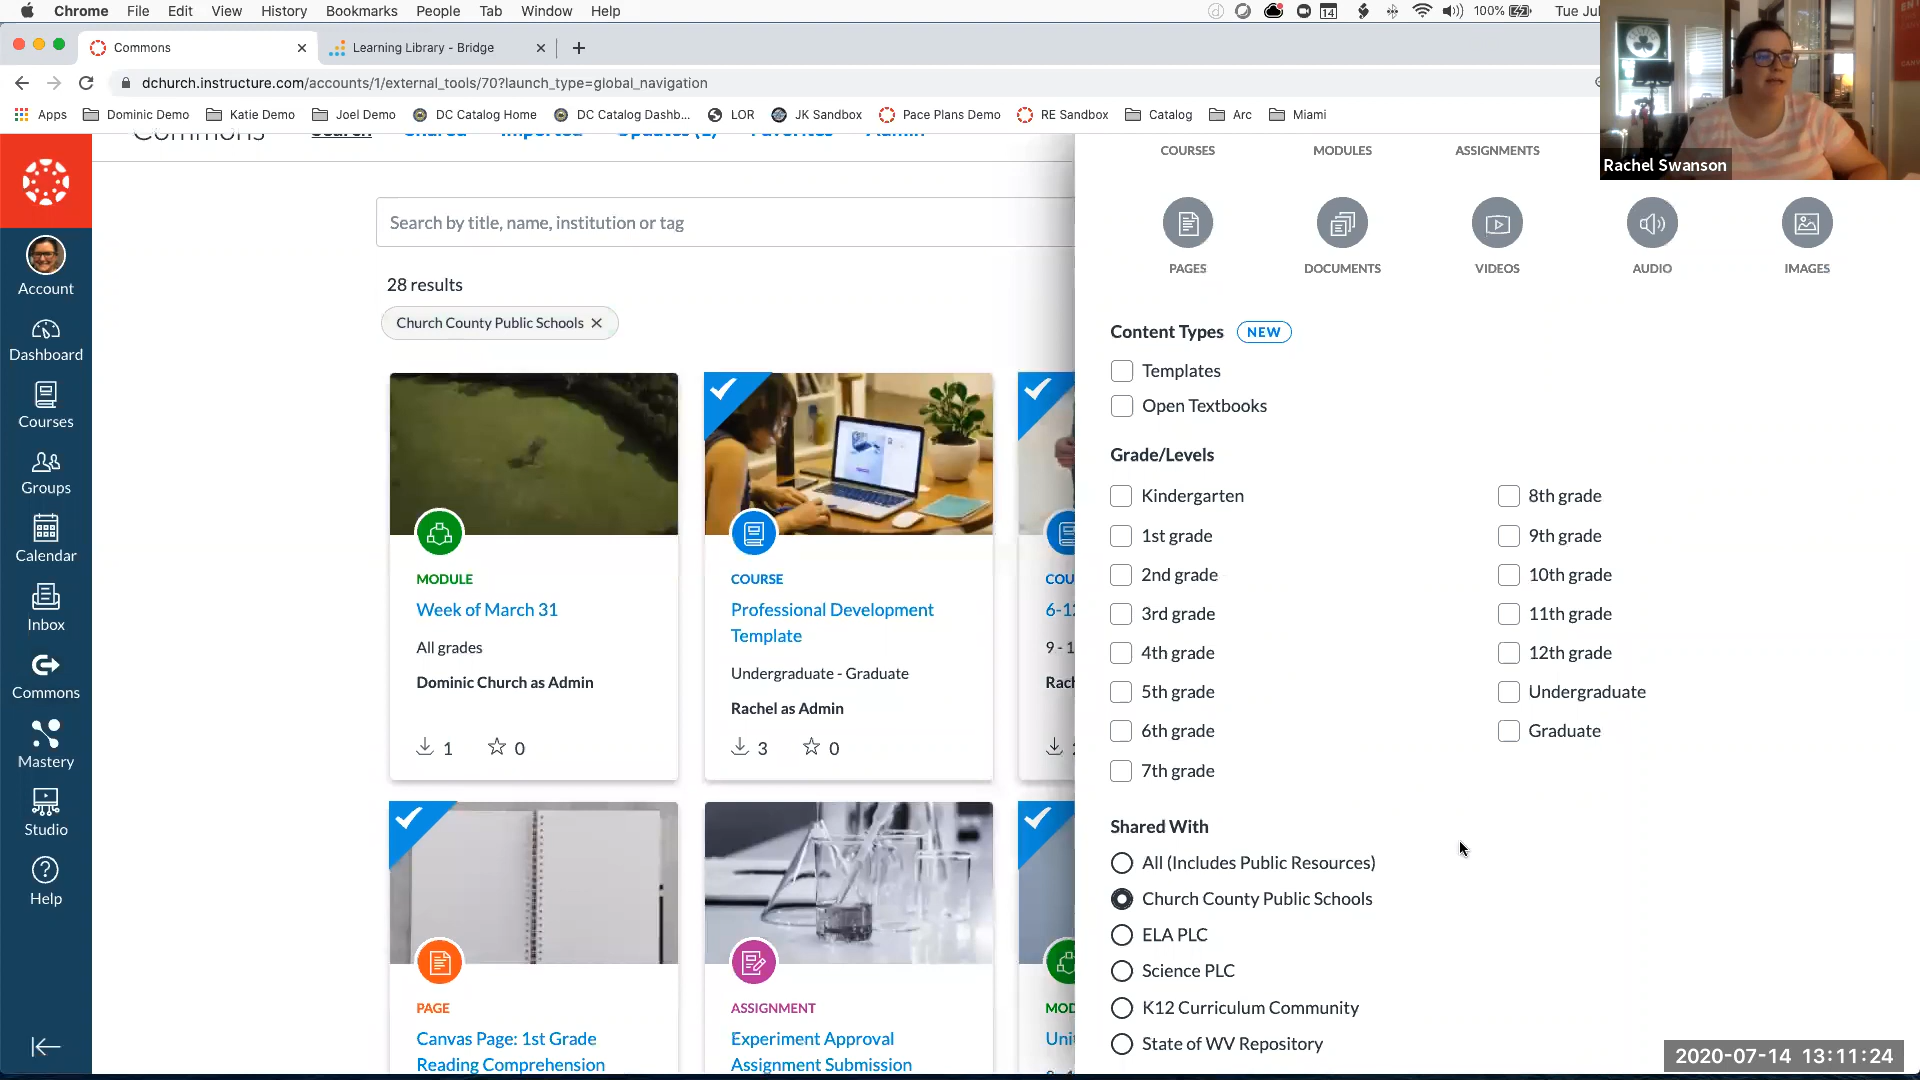 Chrome File Edit View History Bookmarks People Tab Window Help
14 100% Tue Jul
Commons
Learning Library - Bridge
dchurch.instructure.com/accounts/1/external_tools/70?launch_type=global_navigation
Apps Dominic Demo Katie Demo Joel Demo DC Catalog Home DC Catalog Dashb... LOR JK Sandbox Pace Plans Demo RE Sandbox Catalog Arc Miami
Rachel Swanson
Commons Search Shared Imported Updates Favorites Admin
Account
Dashboard
Courses
Groups
Calendar
Inbox
Commons
Mastery
Studio
Help
Search by title, name, institution or tag
28 results
Church County Public Schools
MODULE
Week of March 31
All grades
Dominic Church as Admin
1 0
COURSE
Professional Development
Template
Undergraduate - Graduate
Rachel as Admin
3 0
COU
6-12
9 - 1
Rach
PAGE
Canvas Page: 1st Grade
Reading Comprehension
ASSIGNMENT
Experiment Approval
Assignment Submission
MOD
Uni
COURSES MODULES ASSIGNMENTS
PAGES DOCUMENTS VIDEOS AUDIO IMAGES
Content Types NEW
Templates
Open Textbooks
Grade/Levels
Kindergarten
1st grade
2nd grade
3rd grade
4th grade
5th grade
6th grade
7th grade
8th grade
9th grade
10th grade
11th grade
12th grade
Undergraduate
Graduate
Shared With
All (Includes Public Resources)
Church County Public Schools
ELA PLC
Science PLC
K12 Curriculum Community
State of WV Repository
2020-07-14 13:11:24